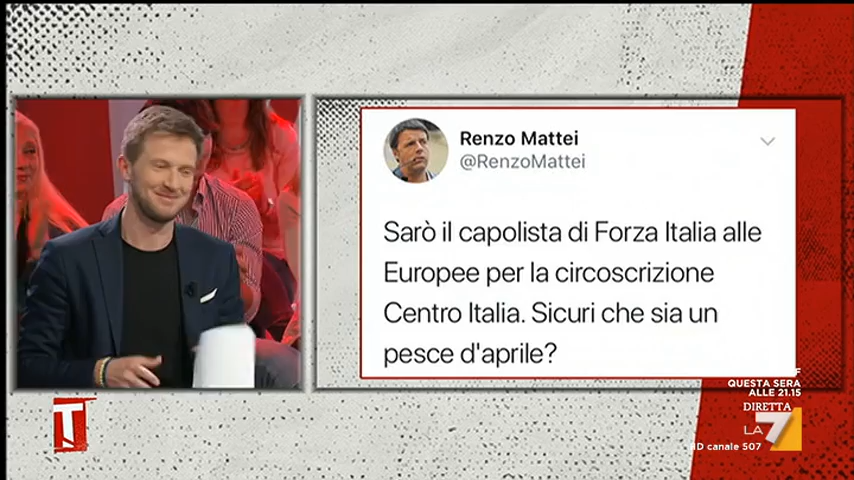 Renzo Mattei
@RenzoMattei
Sarò il capolista di Forza Italia alle
Europee per la circoscrizione
Centro Italia. Sicuri che sia un
pesce d'aprile?
QUESTA SERA
ALLE 21.15
DIRETTA
LA7
HD canale 507
T